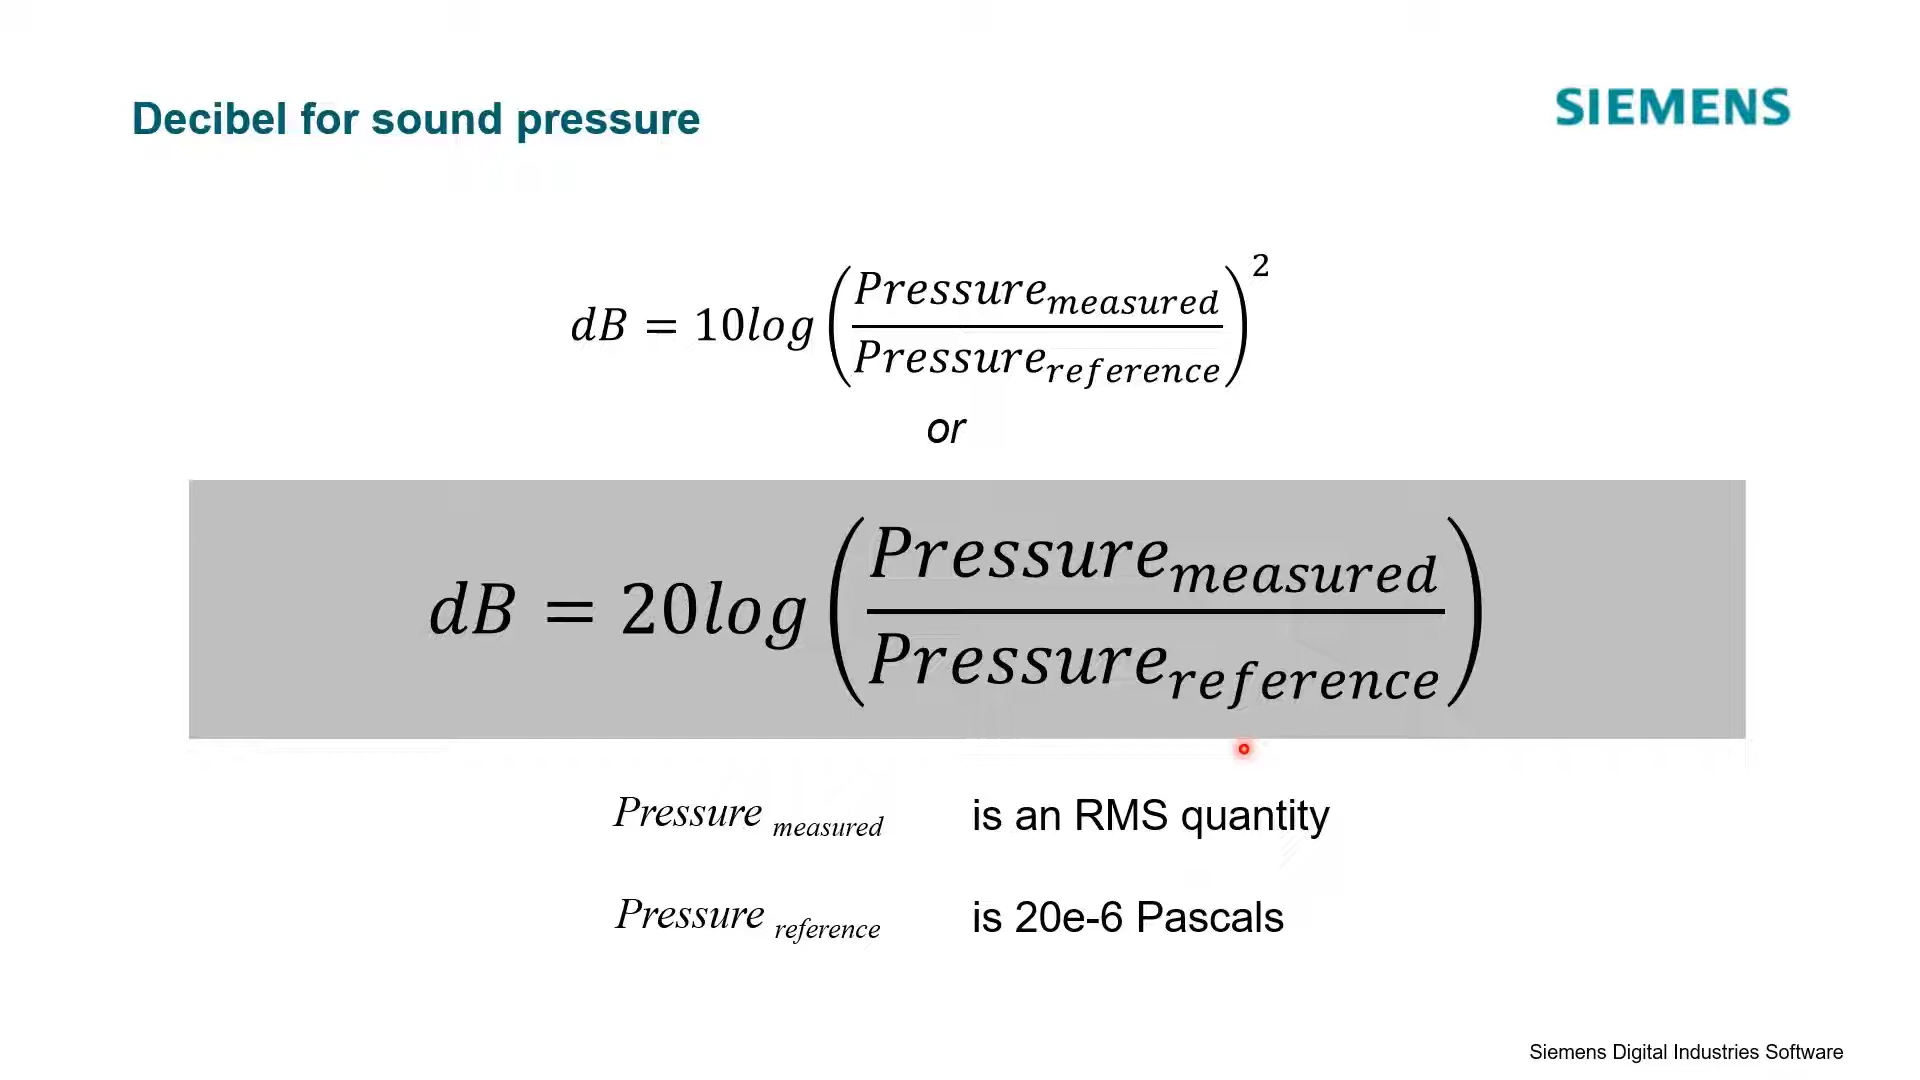 Decibel for sound pressure
SIEMENS
dB = 10log(Pressure_measured / Pressure_reference)^2
or
dB = 20log(Pressure_measured / Pressure_reference)
Pressure measured is an RMS quantity
Pressure reference is 20e-6 Pascals
Siemens Digital Industries Software